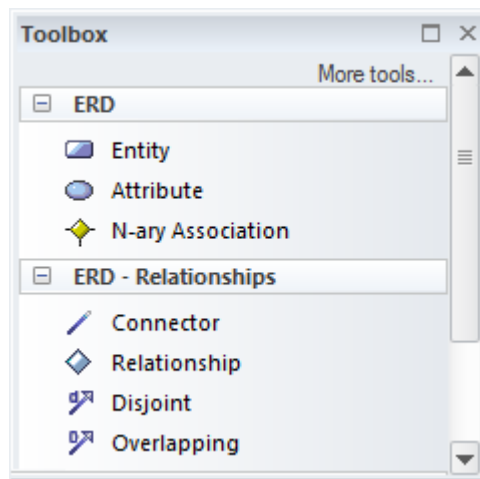 Toolbox
More tools...
ERD
Entity
Attribute
N-ary Association
ERD - Relationships
Connector
Relationship
Disjoint
Overlapping